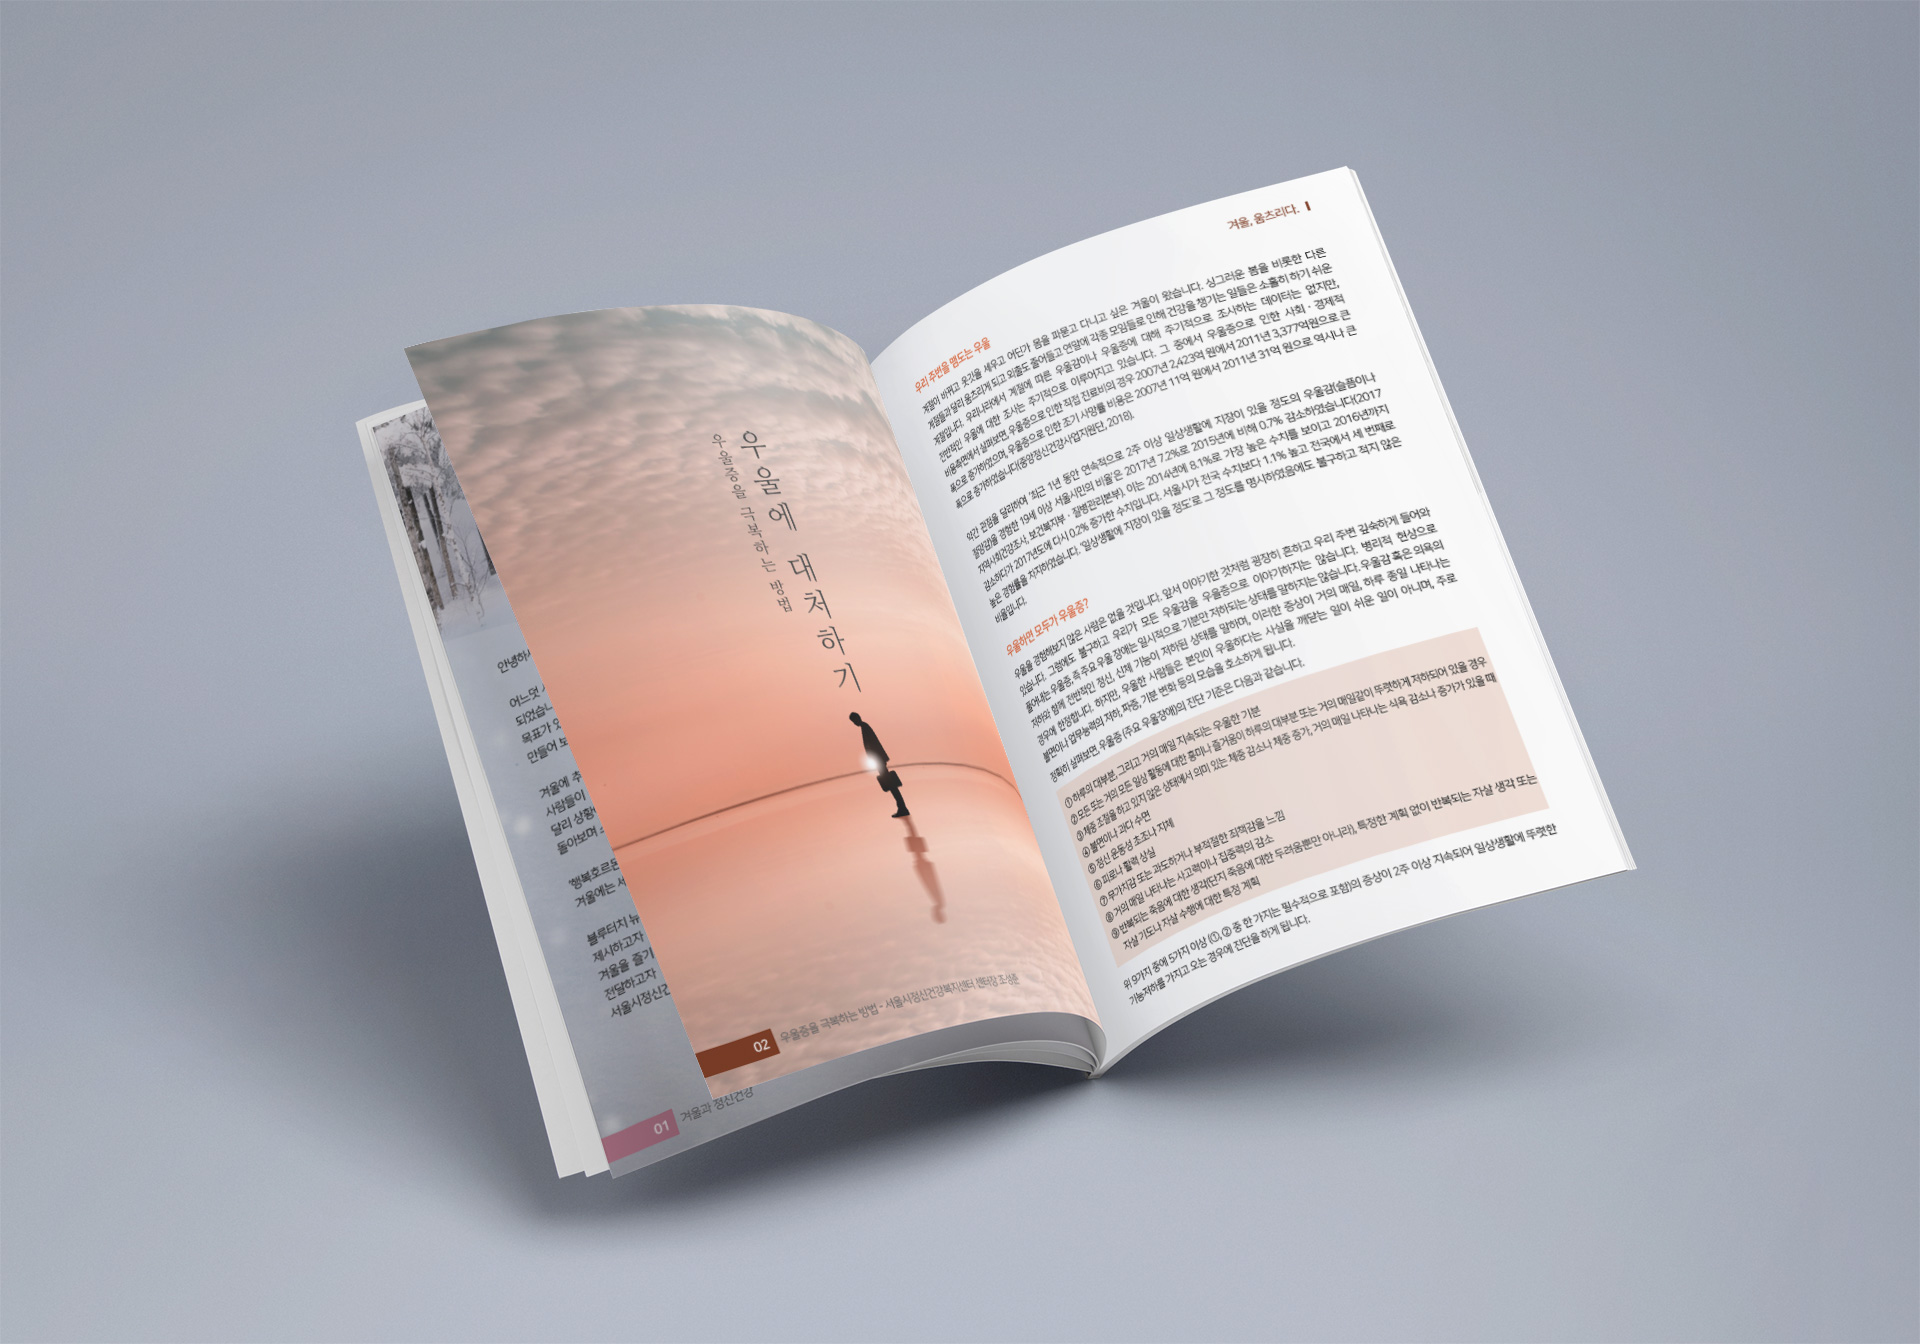 안녕하
어느덧
되었습니
목표가 있
만들어 보
겨울에 추
사람들이
달리 상황
돌아보며
'행복호르몬
겨울에는 서
블루터치 뉴
제시하고자
겨울을 즐기
전달하고자
서울시정신건
01 겨울과 정신건강
우울에 대처하기
우울증을 극복하는 방법
02 우울증을 극복하는 방법 - 서울시정신건강복지센터 센터장 조성준
겨울, 움츠리다.
우리 주변을 맴도는 우울
계절이 바뀌고 옷깃을 세우고 어딘가 몸을 파묻고 다니고 싶은 겨울이 왔습니다. 싱그러운 봄을 비롯한 다른
계절들과 달리 움츠리게 되고 외출도 줄어들고 연말에 각종 모임들로 인해 건강을 챙기는 일들은 소홀히 하기 쉬운
계절입니다. 우리나라에서 계절에 따른 우울감이나 우울증에 대해 주기적으로 조사하는 데이터는 없지만,
전반적인 우울에 대한 조사는 주기적으로 이루어지고 있습니다. 그 중에서 우울증으로 인한 사회 · 경제적
비용측면에서 살펴보면, 우울증으로 인한 직접 진료비의 경우 2007년 2,423억 원에서 2011년 3,377억원으로 큰
폭으로 증가하였으며, 우울증으로 인한 조기 사망률 비용은 2007년 11억 원에서 2011년 31억 원으로 역시나 큰
폭으로 증가하였습니다(중앙정신건강사업지원단, 2018).
약간 관점을 달리하여 '최근 1년 동안 연속적으로 2주 이상 일상생활에 지장이 있을 정도의 우울감(슬픔이나
절망감)을 경험한 19세 이상 서울시민의 비율'은 2017년 7.2%로 2015년에 비해 0.7% 감소하였습니다(2017
지역사회건강조사, 보건복지부 · 질병관리본부). 이는 2014년에 8.1%로 가장 높은 수치를 보이고 2016년까지
감소하다가 2017년도에 다시 0.2% 증가한 수치입니다. 서울시가 전국 수치보다 1.1% 높고 전국에서 세 번째로
높은 경험률을 차지하였습니다. '일상생활에 지장이 있을 정도'로 그 정도를 명시하였음에도 불구하고 적지 않은
비율입니다.
우울하면 모두가 우울증?
우울을 경험해보지 않은 사람은 없을 것입니다. 앞서 이야기한 것처럼 굉장히 흔하고 우리 주변 깊숙하게 들어와
있습니다. 그럼에도 불구하고 우리가 모든 우울감을 우울증으로 이야기하지는 않습니다. 병리적 현상으로
풀어내는 우울증, 즉 주요 우울 장애는 일시적으로 기분만 저하되는 상태를 말하지는 않습니다. 우울감 혹은 의욕의
저하와 함께 전반적인 정신, 신체 기능이 저하된 상태를 말하며, 이러한 증상이 거의 매일, 하루 종일 나타나는
경우에 한정합니다. 하지만, 우울한 사람들은 본인이 우울하다는 사실을 깨닫는 일이 쉬운 일이 아니며, 주로
불면이나 업무능력의 저하, 짜증, 기분 변화 등의 모습을 호소하게 됩니다.
정확히 살펴보면, 우울증 (주요 우울장애)의 진단 기준은 다음과 같습니다.
① 하루의 대부분, 그리고 거의 매일 지속되는 우울한 기분
② 모든 또는 거의 모든 일상 활동에 대한 흥미나 즐거움이 하루의 대부분 또는 거의 매일같이 뚜렷하게 저하되어 있을 경우
③ 체중 조절을 하고 있지 않은 상태에서 의미 있는 체중 감소나 체중 증가, 거의 매일 나타나는 식욕 감소나 증가가 있을 때
④ 불면이나 과다 수면
⑤ 정신 운동성 초조나 지체
⑥ 피로나 활력 상실
⑦ 무가치감 또는 과도하거나 부적절한 죄책감을 느낌
⑧ 거의 매일 나타나는 사고력이나 집중력의 감소
⑨ 반복되는 죽음에 대한 생각(단지 죽음에 대한 두려움뿐만 아니라), 특정한 계획 없이 반복되는 자살 생각 또는
자살 기도나 자살 수행에 대한 특정 계획
위 9가지 중에 5가지 이상 (①, ② 중 한 가지는 필수적으로 포함)의 증상이 2주 이상 지속되어 일상생활에 뚜렷한
기능저하를 가지고 오는 경우에 진단을 하게 됩니다.